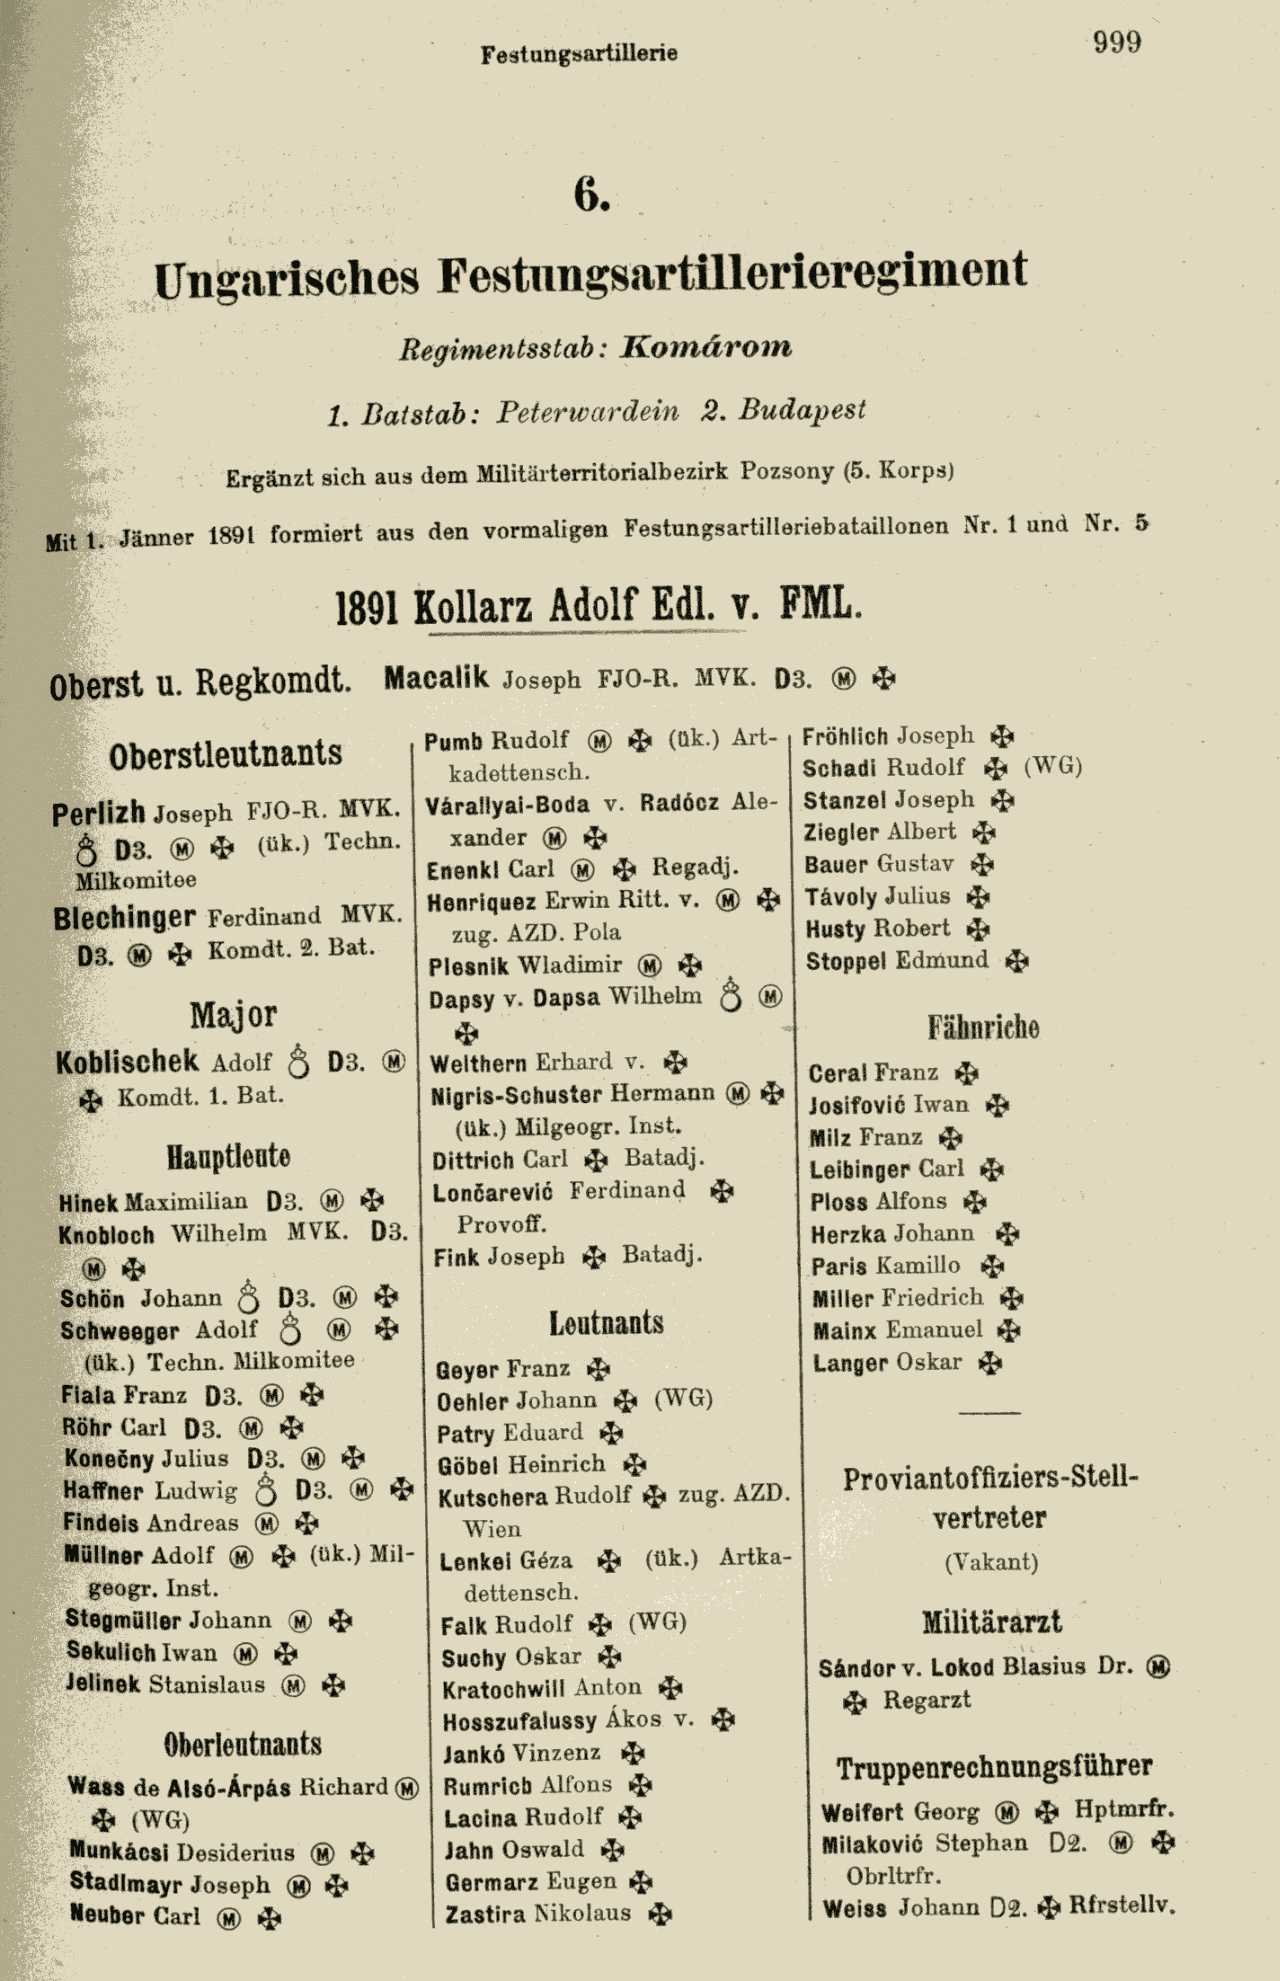 Festungsartillerie
999
6.
Ungarisches Festungsartillerieregiment
Regimentsstab: Komárom
1. Batstab: Peterwardein 2. Budapest
Ergänzt sich aus dem Militärterritorialbezirk Pozsony (5. Korps)
Mit 1. Jänner 1891 formiert aus den vormaligen Festungsartilleriebataillonen Nr. 1 und Nr. 5
1891 Kollarz Adolf Edl. v. FML.
Oberst u. Regkomdt. Macalik Joseph FJO-R. MVK. D3. Ⓜ ✠
Oberstleutnants
Perlizh Joseph FJO-R. MVK.
D3. Ⓜ ✠ (ük.) Techn.
Milkomitee
Blechinger Ferdinand MVK.
D3. Ⓜ ✠ Komdt. 2. Bat.
Major
Koblischek Adolf D3. Ⓜ
✠ Komdt. 1. Bat.
Hauptleute
Hinek Maximilian D3. Ⓜ ✠
Knobloch Wilhelm MVK. D3.
Ⓜ ✠
Schön Johann D3. Ⓜ ✠
Schweeger Adolf Ⓜ ✠
(ük.) Techn. Milkomitee
Fiala Franz D3. Ⓜ ✠
Röhr Carl D3. Ⓜ ✠
Konečny Julius D3. Ⓜ ✠
Haffner Ludwig D3. Ⓜ ✠
Findeis Andreas Ⓜ ✠
Müllner Adolf Ⓜ ✠ (ük.) Mil-
geogr. Inst.
Stegmüller Johann Ⓜ ✠
Sekulich Iwan Ⓜ ✠
Jelinek Stanislaus Ⓜ ✠
Oberleutnants
Wass de Alsó-Árpás Richard Ⓜ
✠ (WG)
Munkácsi Desiderius Ⓜ ✠
Stadlmayr Joseph Ⓜ ✠
Neuber Carl Ⓜ ✠
Pumb Rudolf Ⓜ ✠ (ük.) Art-
kadettensch.
Várallyai-Boda v. Radócz Ale-
xander Ⓜ ✠
Enenkl Carl Ⓜ ✠ Regadj.
Henriquez Erwin Ritt. v. Ⓜ ✠
zug. AZD. Pola
Plesnik Wladimir Ⓜ ✠
Dapsy v. Dapsa Wilhelm Ⓜ
✠
Welthern Erhard v. ✠
Nigris-Schuster Hermann Ⓜ ✠
(ük.) Milgeogr. Inst.
Dittrich Carl ✠ Batadj.
Lončarević Ferdinand ✠
Provoff.
Fink Joseph ✠ Batadj.
Leutnants
Geyer Franz ✠
Oehler Johann ✠ (WG)
Patry Eduard ✠
Göbel Heinrich ✠
Kutschera Rudolf ✠ zug. AZD.
Wien
Lenkei Géza ✠ (ük.) Artka-
dettensch.
Falk Rudolf ✠ (WG)
Suchy Oskar ✠
Kratochwill Anton ✠
Hosszufalussy Ákos v. ✠
Jankó Vinzenz ✠
Rumrich Alfons ✠
Lacina Rudolf ✠
Jahn Oswald ✠
Germarz Eugen ✠
Zastira Nikolaus ✠
Fröhlich Joseph ✠
Schadi Rudolf ✠ (WG)
Stanzel Joseph ✠
Ziegler Albert ✠
Bauer Gustav ✠
Távoly Julius ✠
Husty Robert ✠
Stoppel Edmund ✠
Fähnriche
Ceral Franz ✠
Josifović Iwan ✠
Milz Franz ✠
Leibinger Carl ✠
Ploss Alfons ✠
Herzka Johann ✠
Paris Kamillo ✠
Miller Friedrich ✠
Mainx Emanuel ✠
Langer Oskar ✠
Proviantoffiziers-Stell-
vertreter
(Vakant)
Militärarzt
Sándor v. Lokod Blasius Dr. Ⓜ
✠ Regarzt
Truppenrechnungsführer
Weifert Georg Ⓜ ✠ Hptmrfr.
Milaković Stephan D2. Ⓜ ✠
Obrltrfr.
Weiss Johann D2. ✠ Rfrstellv.